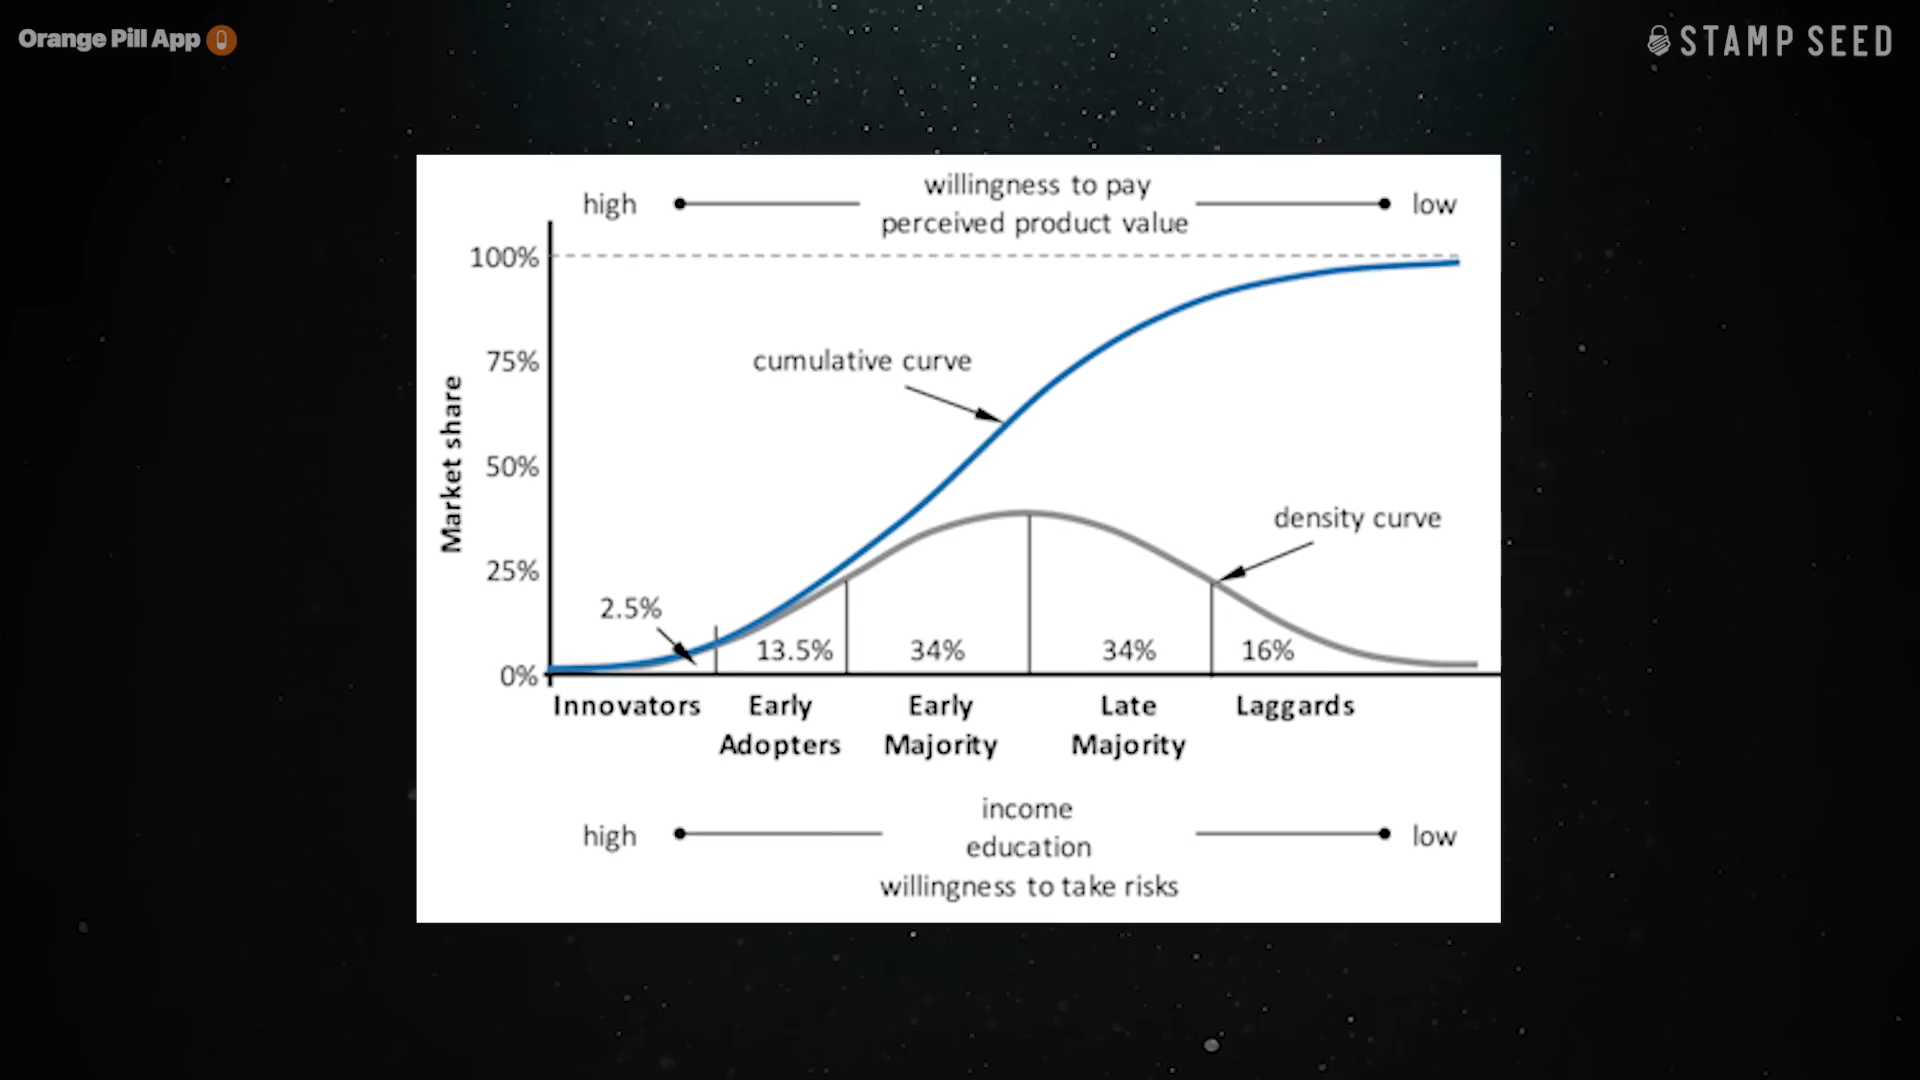 Orange Pill App
STAMP SEED
willingness to pay
high
perceived product value
low
100%
75%
50%
25%
0%
Market share
cumulative curve
density curve
2.5%
13.5%
34%
34%
16%
Innovators
Early
Adopters
Early
Majority
Late
Majority
Laggards
income
high
education
low
willingness to take risks